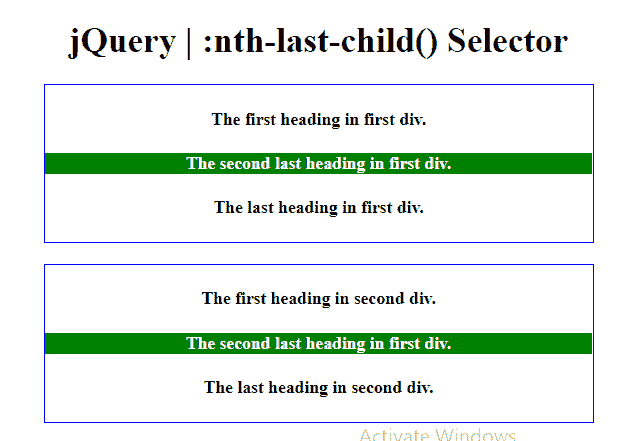 jQuery | :nth-last-child() Selector
The first heading in first div.
The second last heading in first div.
The last heading in first div.
The first heading in second div.
The second last heading in first div.
The last heading in second div.
Activate Windows